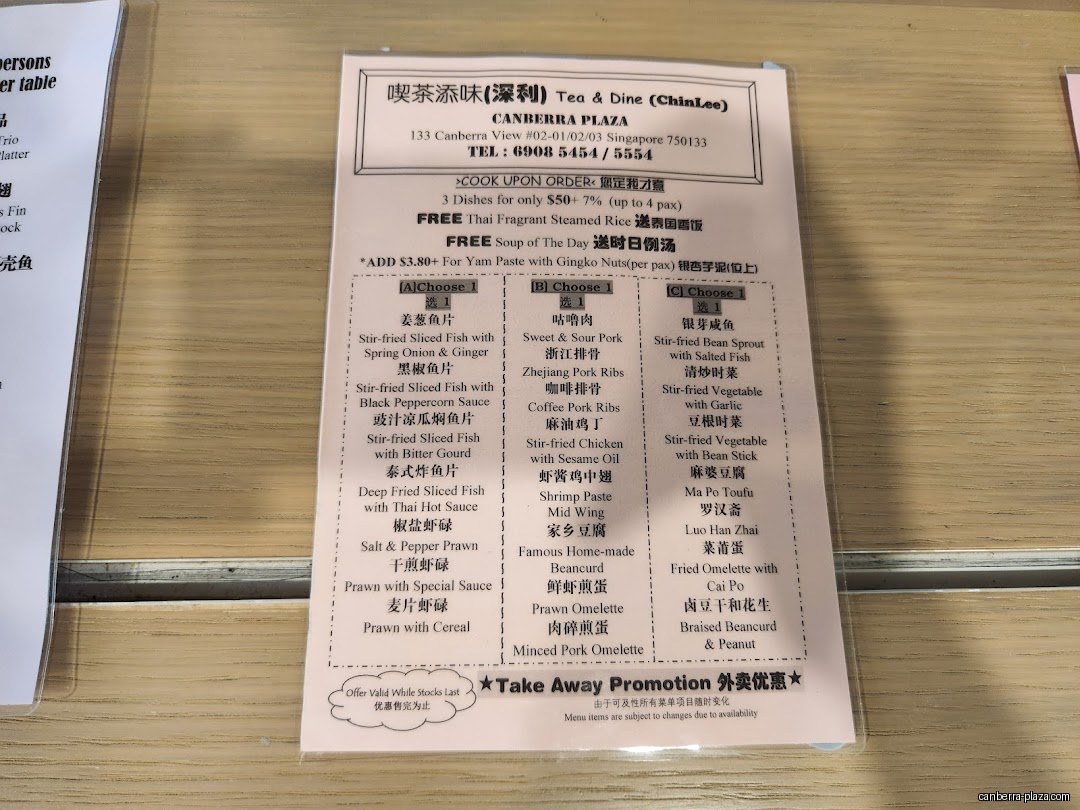 persons
er table
品
Trio
Platter
翅
s Fin
tock
壳鱼
喫茶添味(深利) Tea & Dine (ChinLee)
CANBERRA PLAZA
133 Canberra View #02-01/02/03 Singapore 750133
TEL : 6908 5454 / 5554
>COOK UPON ORDER< 您定我才煮
3 Dishes for only $50+ 7% (up to 4 pax)
FREE Thai Fragrant Steamed Rice 送泰国香饭
FREE Soup of The Day 送时日例汤
*ADD $3.80+ For Yam Paste with Gingko Nuts(per pax) 银杏芋泥(位上)
[A]Choose 1
选 1
姜葱鱼片
Stir-fried Sliced Fish with
Spring Onion & Ginger
黑椒鱼片
Stir-fried Sliced Fish with
Black Peppercorn Sauce
豉汁凉瓜焖鱼片
Stir-fried Sliced Fish
with Bitter Gourd
泰式炸鱼片
Deep Fried Sliced Fish
with Thai Hot Sauce
椒盐虾碌
Salt & Pepper Prawn
干煎虾碌
Prawn with Special Sauce
麦片虾碌
Prawn with Cereal
[B] Choose 1
选 1
咕噜肉
Sweet & Sour Pork
浙江排骨
Zhejiang Pork Ribs
咖啡排骨
Coffee Pork Ribs
麻油鸡丁
Stir-fried Chicken
with Sesame Oil
虾酱鸡中翅
Shrimp Paste
Mid Wing
家乡豆腐
Famous Home-made
Beancurd
鲜虾煎蛋
Prawn Omelette
肉碎煎蛋
Minced Pork Omelette
[C] Choose 1
选 1
银芽咸鱼
Stir-fried Bean Sprout
with Salted Fish
清炒时菜
Stir-fried Vegetable
with Garlic
豆根时菜
Stir-fried Vegetable
with Bean Stick
麻婆豆腐
Ma Po Toufu
罗汉斋
Luo Han Zhai
菜莆蛋
Fried Omelette with
Cai Po
卤豆干和花生
Braised Beancurd
& Peanut
Offer Valid While Stocks Last
优惠售完为止
★Take Away Promotion 外卖优惠★
由于可及性所有菜单项目随时变化
Menu items are subject to changes due to availability
canberra-plaza.com